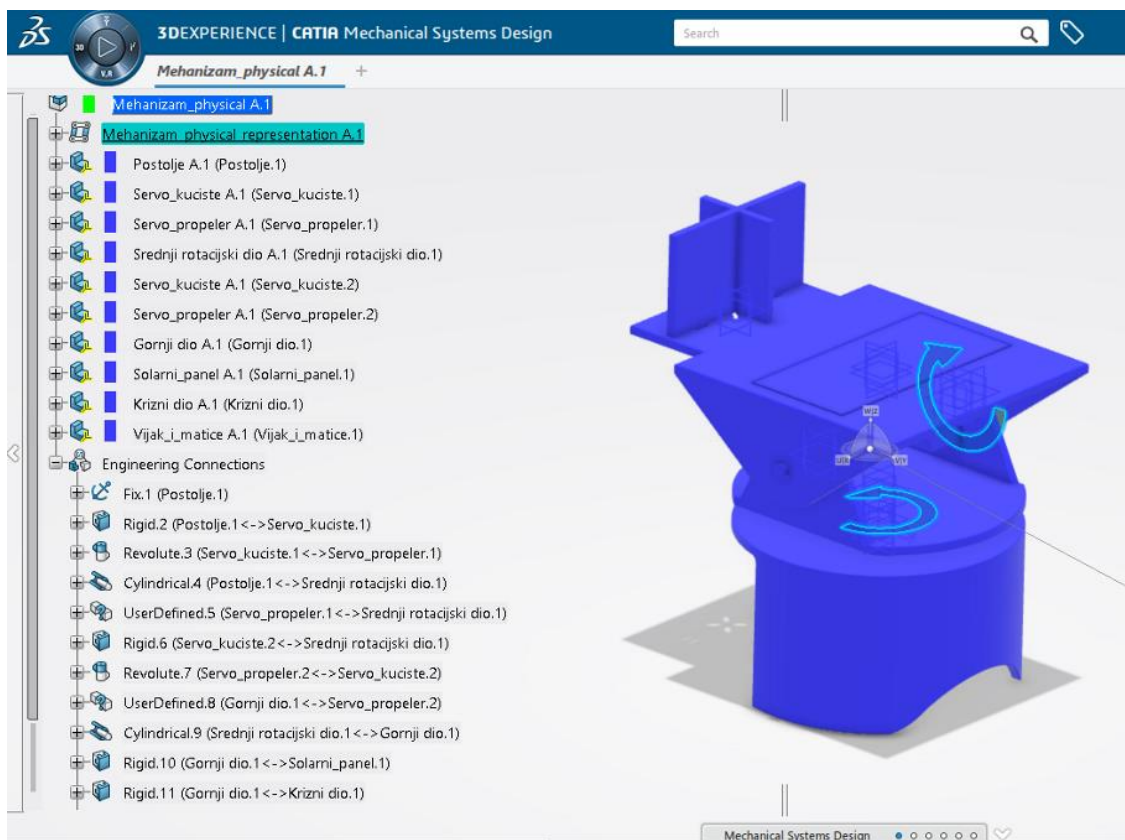 3DEXPERIENCE | CATIA Mechanical Systems Design
Search
3D
V.R
Mehanizam_physical A.1 +
Mehanizam_physical A.1
Mehanizam_physical representation A.1
Postolje A.1 (Postolje.1)
Servo_kuciste A.1 (Servo_kuciste.1)
Servo_propeler A.1 (Servo_propeler.1)
Srednji rotacijski dio A.1 (Srednji rotacijski dio.1)
Servo_kuciste A.1 (Servo_kuciste.2)
Servo_propeler A.1 (Servo_propeler.2)
Gornji dio A.1 (Gornji dio.1)
Solarni_panel A.1 (Solarni_panel.1)
Krizni dio A.1 (Krizni dio.1)
Vijak_i_matice A.1 (Vijak_i_matice.1)
Engineering Connections
Fix.1 (Postolje.1)
Rigid.2 (Postolje.1<->Servo_kuciste.1)
Revolute.3 (Servo_kuciste.1<->Servo_propeler.1)
Cylindrical.4 (Postolje.1<->Srednji rotacijski dio.1)
UserDefined.5 (Servo_propeler.1<->Srednji rotacijski dio.1)
Rigid.6 (Servo_kuciste.2<->Srednji rotacijski dio.1)
Revolute.7 (Servo_propeler.2<->Servo_kuciste.2)
UserDefined.8 (Gornji dio.1<->Servo_propeler.2)
Cylindrical.9 (Srednji rotacijski dio.1<->Gornji dio.1)
Rigid.10 (Gornji dio.1<->Solarni_panel.1)
Rigid.11 (Gornji dio.1<->Krizni dio.1)
W|Z
U|X
V|Y
Mechanical Systems Design